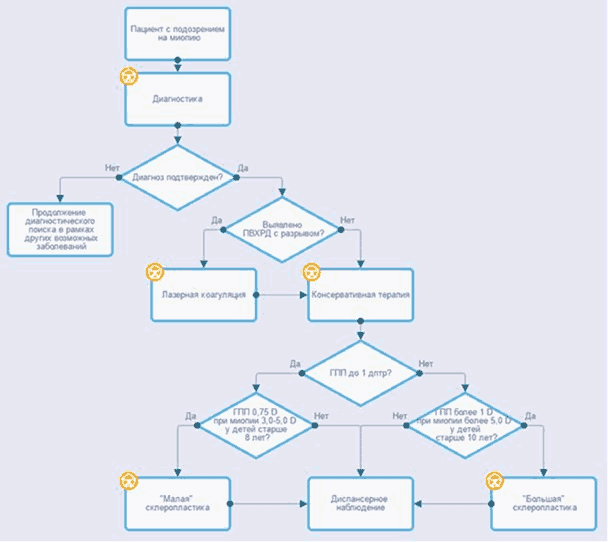 Пациент с подозрением
на миопию
Диагностика
Нет
Диагноз подтвержден?
Да
Продолжение
диагностического
поиска в рамках
других возможных
заболеваний
Да
Выявлено
ПВХРД с разрывом?
Нет
Лазерная коагуляция
Консервативная терапия
Да
ГПП до 1 дптр?
Нет
Да
ГПП 0,75 D
при миопии 3,0-5,0 D
у детей старше
8 лет?
Нет
Нет
ГПП более 1 D
при миопии более 5,0 D
у детей
старше 10 лет?
Да
"Малая"
склеропластика
Диспансерное
наблюдение
"Большая"
склеропластика